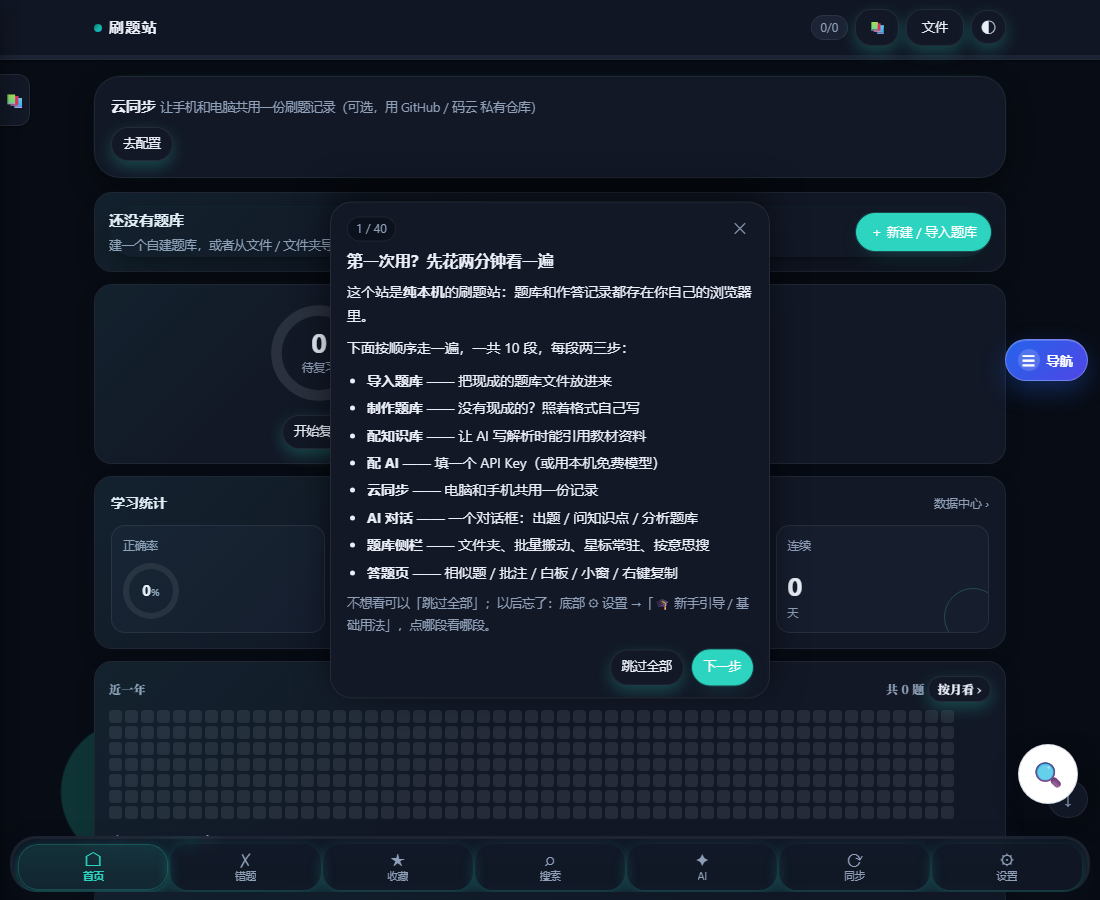 刷题站
0/0
文件
云同步 让手机和电脑共用一份刷题记录（可选，用 GitHub / 码云 私有仓库）
去配置
还没有题库
建一个自建题库，或者从文件 / 文件夹导
+ 新建 / 导入题库
1 / 40
第一次用？先花两分钟看一遍
这个站是纯本机的刷题站：题库和作答记录都存在你自己的浏览器
里。
下面按顺序走一遍，一共 10 段，每段两三步：
• 导入题库 —— 把现成的题库文件放进来
• 制作题库 —— 没有现成的？照着格式自己写
• 配知识库 —— 让 AI 写解析时能引用教材资料
• 配 AI —— 填一个 API Key（或用本机免费模型）
• 云同步 —— 电脑和手机共用一份记录
• AI 对话 —— 一个对话框：出题 / 问知识点 / 分析题库
• 题库侧栏 —— 文件夹、批量搬动、星标常驻、按意思搜
• 答题页 —— 相似题 / 批注 / 白板 / 小窗 / 右键复制
不想看可以「跳过全部」；以后忘了：底部 ⚙ 设置 →「🎓 新手引导 / 基
础用法」，点哪段看哪段。
跳过全部
下一步
0
待复习
开始复
导航
学习统计
数据中心 ›
正确率
0%
连续
0
天
近一年
共 0 题
按月看 ›
首页
错题
收藏
搜索
AI
同步
设置